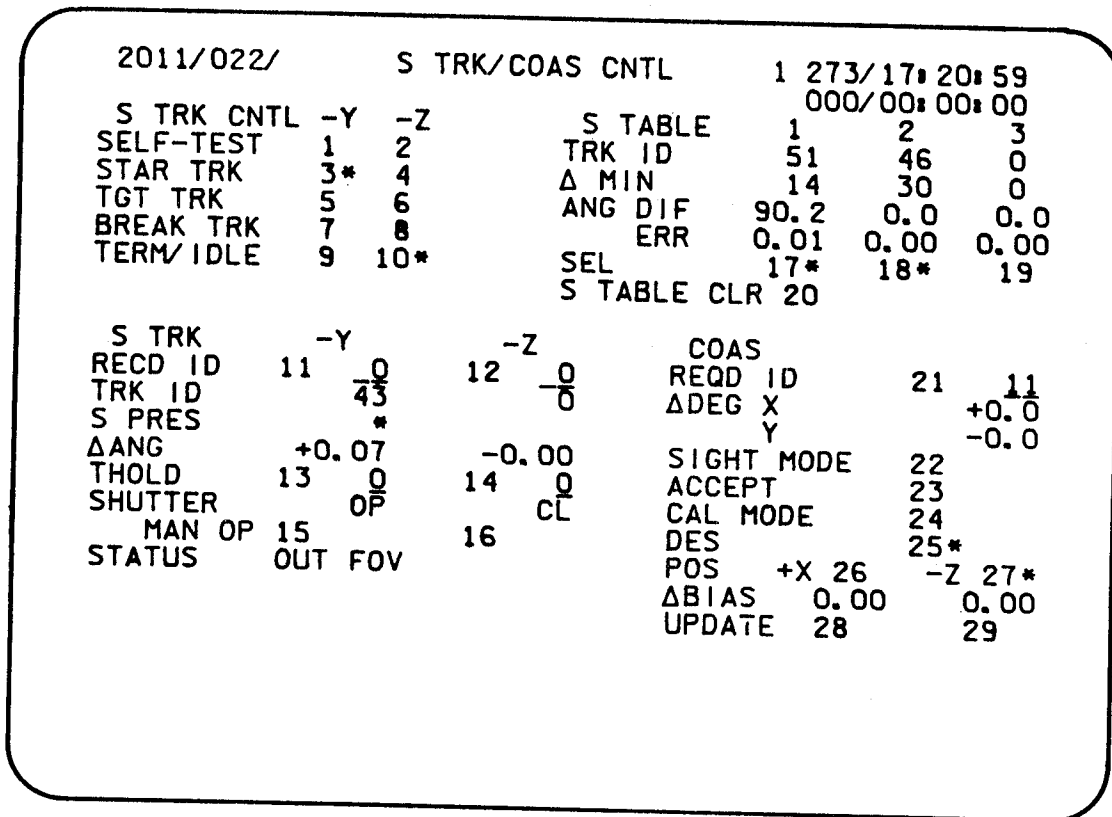 2011/022/ S TRK/COAS CNTL 1 273/17:20:59
000/00:00:00
S TRK CNTL -Y -Z
SELF-TEST 1 2
STAR TRK 3* 4
TGT TRK 5 6
BREAK TRK 7 8
TERM/IDLE 9 10*
S TABLE 1 2 3
TRK ID 51 46 0
Δ MIN 14 30 0
ANG DIF 90.2 0.0 0.0
ERR 0.01 0.00 0.00
SEL 17* 18* 19
S TABLE CLR 20
S TRK -Y -Z
RECD ID 11 _0 12 _0
TRK ID 43 0
S PRES *
ΔANG +0.07 -0.00
THOLD 13 0 14 0
SHUTTER OP CL
MAN OP 15 16
STATUS OUT FOV
COAS
REQD ID 21 11
ΔDEG X +0.0
Y -0.0
SIGHT MODE 22
ACCEPT 23
CAL MODE 24
DES 25*
POS +X 26 -Z 27*
ΔBIAS 0.00 0.00
UPDATE 28 29